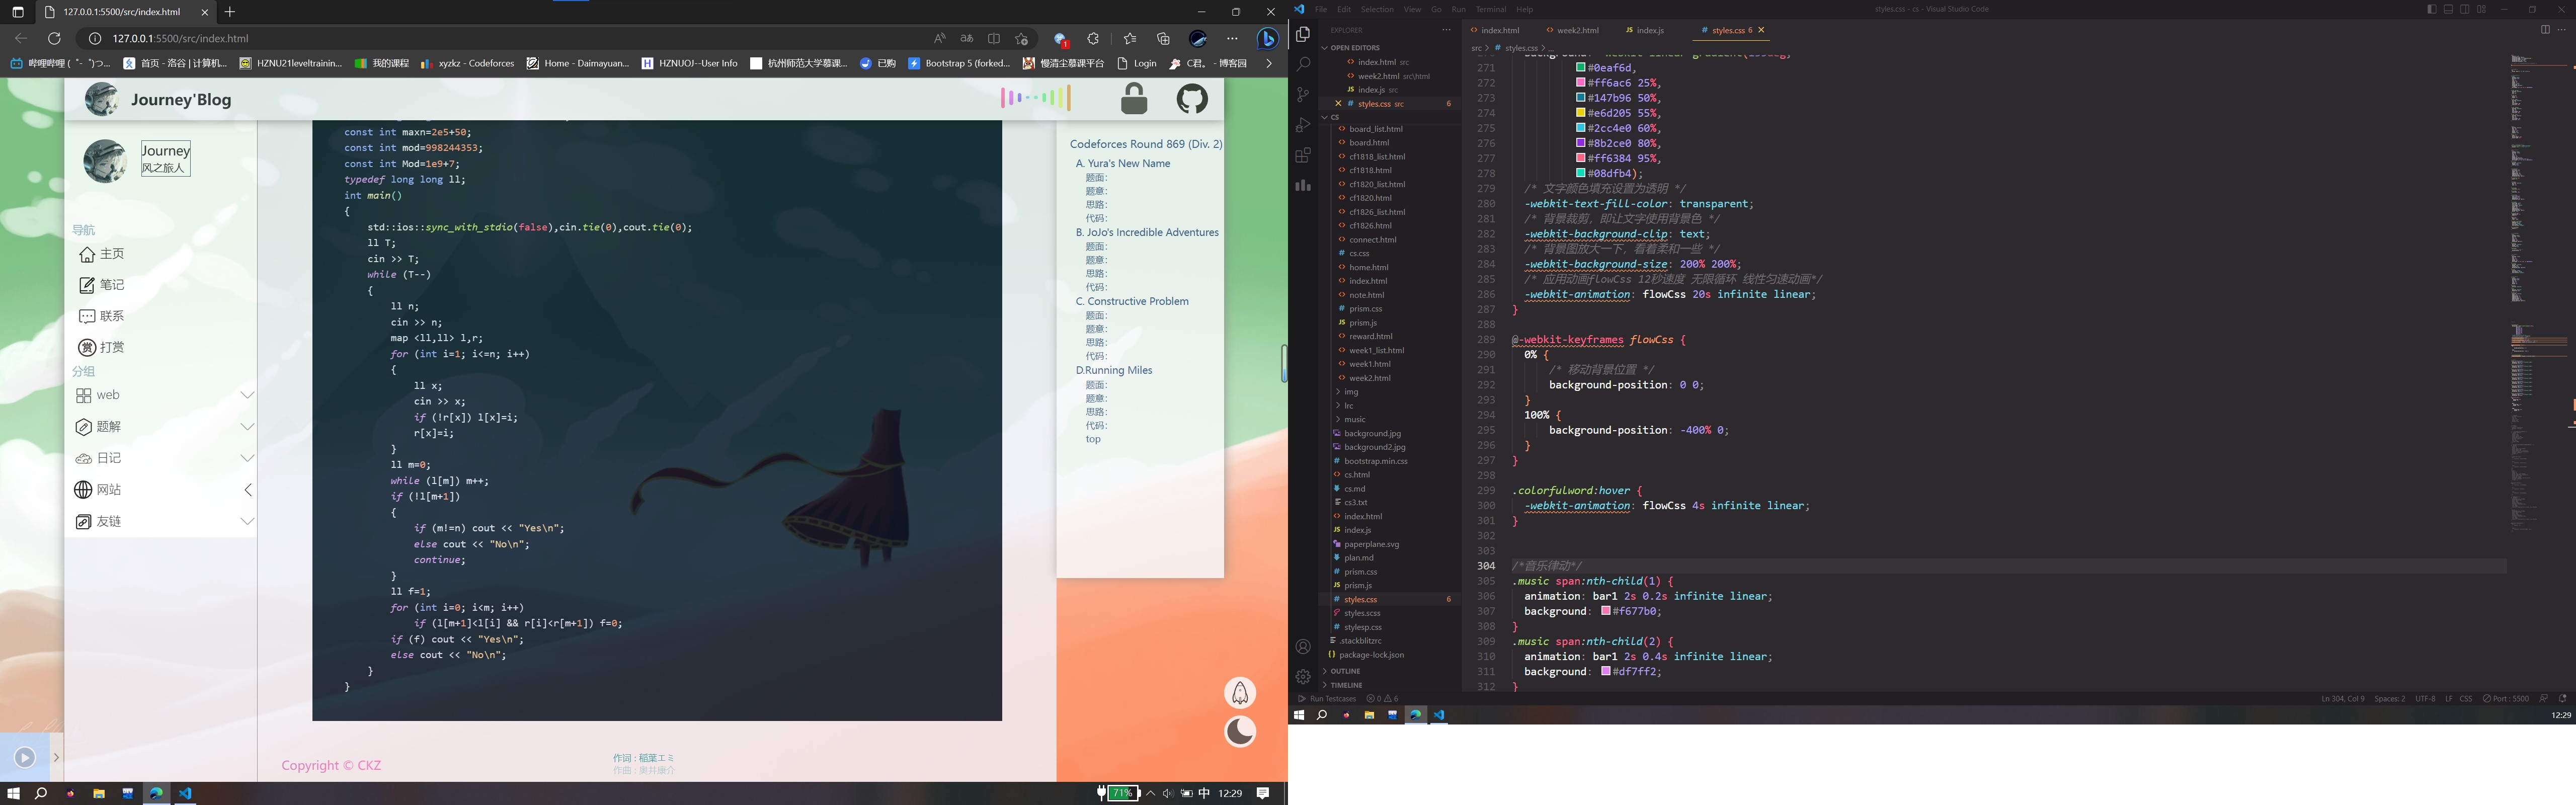 127.0.0.1:5500/src/index.html
127.0.0.1:5500/src/index.html
哔哩哔哩 (゜-゜)つ...
首页 - 洛谷 | 计算机...
HZNU21leveltrainin...
我的课程
xyzkz - Codeforces
Home - Daimayuan...
HZNUOJ--User Info
杭州师范大学慕课...
已购
Bootstrap 5 (forked...
慢清尘慕课平台
Login
C君。 - 博客园
Journey'Blog
Journey
风之旅人
导航
主页
笔记
联系
赏 打赏
分组
web
题解
日记
网站
友链
const int maxn=2e5+50;
const int mod=998244353;
const int Mod=1e9+7;
typedef long long ll;
int main()
{
std::ios::sync_with_stdio(false),cin.tie(0),cout.tie(0);
ll T;
cin >> T;
while (T--)
{
ll n;
cin >> n;
map <ll,ll> l,r;
for (int i=1; i<=n; i++)
{
ll x;
cin >> x;
if (!r[x]) l[x]=i;
r[x]=i;
}
ll m=0;
while (l[m]) m++;
if (!l[m+1])
{
if (m!=n) cout << "Yes\n";
else cout << "No\n";
continue;
}
ll f=1;
for (int i=0; i<m; i++)
if (l[m+1]<l[i] && r[i]<r[m+1]) f=0;
if (f) cout << "Yes\n";
else cout << "No\n";
}
}
Codeforces Round 869 (Div. 2)
A. Yura's New Name
题面:
题意:
思路:
代码:
B. JoJo's Incredible Adventures
题面:
题意:
思路:
代码:
C. Constructive Problem
题面:
题意:
思路:
代码:
D.Running Miles
题面:
题意:
思路:
代码:
top
Copyright © CKZ
作词 : 稲葉エミ
作曲 : 奥井康介
71%
中
12:29
File Edit Selection View Go Run Terminal Help
styles.css - cs - Visual Studio Code
EXPLORER
OPEN EDITORS
index.html src
week2.html src\html
index.js src
styles.css src 6
CS
board_list.html
board.html
cf1818_list.html
cf1818.html
cf1820_list.html
cf1820.html
cf1826_list.html
cf1826.html
connect.html
cs.css
home.html
index.html
note.html
prism.css
prism.js
reward.html
week1_list.html
week1.html
week2.html
img
lrc
music
background.jpg
background2.jpg
bootstrap.min.css
cs.html
cs.md
cs3.txt
index.html
index.js
paperplane.svg
plan.md
prism.css
prism.js
styles.css 6
styles.scss
stylesp.css
.stackblitzrc
package-lock.json
OUTLINE
TIMELINE
index.html
week2.html
index.js
styles.css 6
src > # styles.css > ...
271 #0eaf6d,
272 #ff6ac6 25%,
273 #147b96 50%,
274 #e6d205 55%,
275 #2cc4e0 60%,
276 #8b2ce0 80%,
277 #ff6384 95%,
278 #08dfb4);
279 /* 文字颜色填充设置为透明 */
280 -webkit-text-fill-color: transparent;
281 /* 背景裁剪，即让文字使用背景色 */
282 -webkit-background-clip: text;
283 /* 背景图放大一下，看着柔和一些 */
284 -webkit-background-size: 200% 200%;
285 /* 应用动画flowCss 12秒速度 无限循环 线性匀速动画*/
286 -webkit-animation: flowCss 20s infinite linear;
287 }
288
289 @-webkit-keyframes flowCss {
290 0% {
291 /* 移动背景位置 */
292 background-position: 0 0;
293 }
294 100% {
295 background-position: -400% 0;
296 }
297 }
298
299 .colorfulword:hover {
300 -webkit-animation: flowCss 4s infinite linear;
301 }
302
303
304 /*音乐律动*/
305 .music span:nth-child(1) {
306 animation: bar1 2s 0.2s infinite linear;
307 background: #f677b0;
308 }
309 .music span:nth-child(2) {
310 animation: bar1 2s 0.4s infinite linear;
311 background: #df7ff2;
312 }
Run Testcases 0 6
Ln 304, Col 9 Spaces: 2 UTF-8 LF CSS Port : 5500
12:29